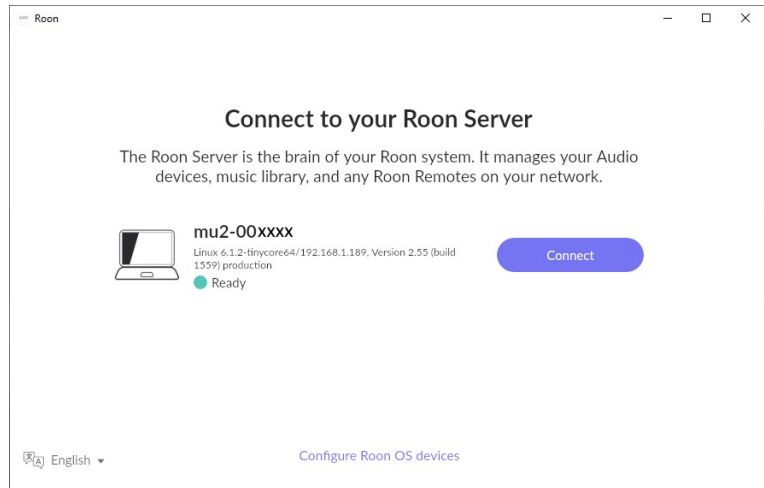 Roon
Connect to your Roon Server
The Roon Server is the brain of your Roon system. It manages your Audio
devices, music library, and any Roon Remotes on your network.
mu2-00xxxx
Linux 6.1.2-tinycore64/192.168.1.189, Version 2.55 (build
1559) production
Ready
Connect
English
Configure Roon OS devices